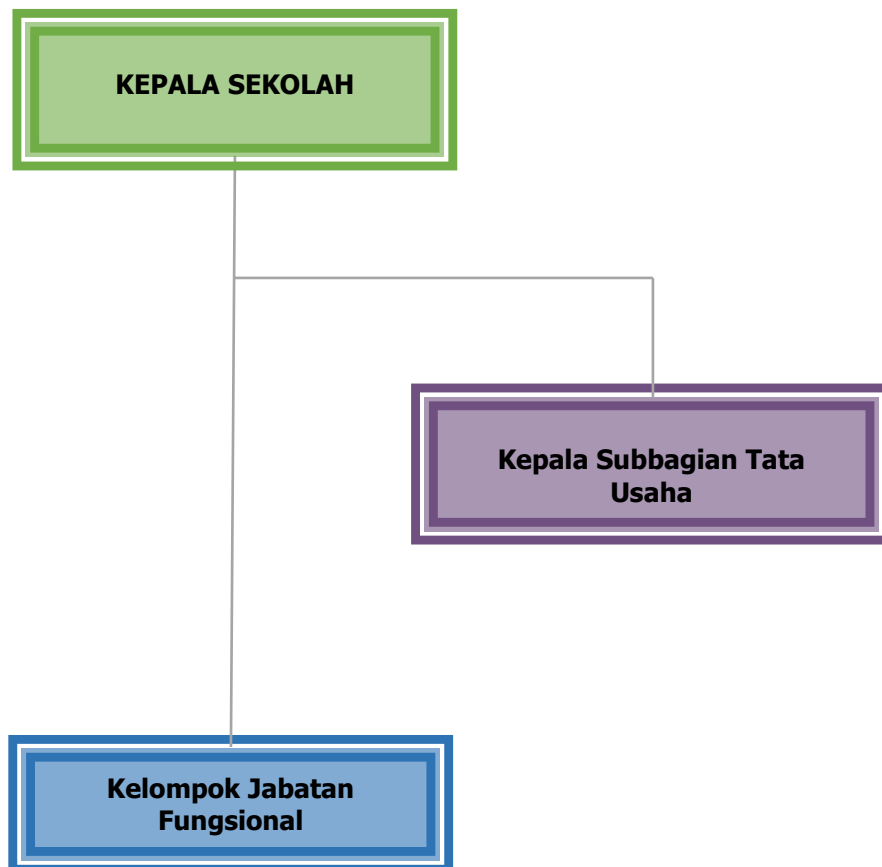 KEPALA SEKOLAH
Kepala Subbagian Tata
Usaha
Kelompok Jabatan
Fungsional